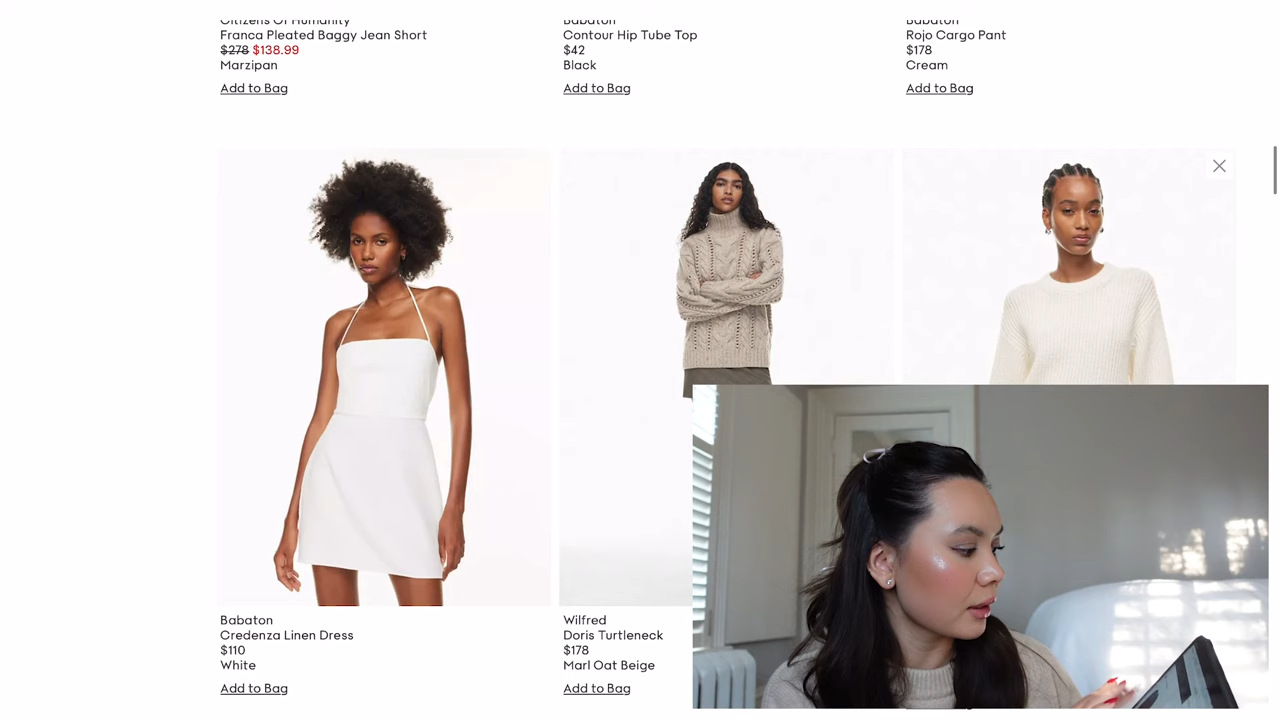 Citizens Of Humanity
Franca Pleated Baggy Jean Short
$278 $138.99
Marzipan
Add to Bag
Babaton
Contour Hip Tube Top
$42
Black
Add to Bag
Babaton
Rojo Cargo Pant
$178
Cream
Add to Bag
Babaton
Credenza Linen Dress
$110
White
Add to Bag
Wilfred
Doris Turtleneck
$178
Marl Oat Beige
Add to Bag